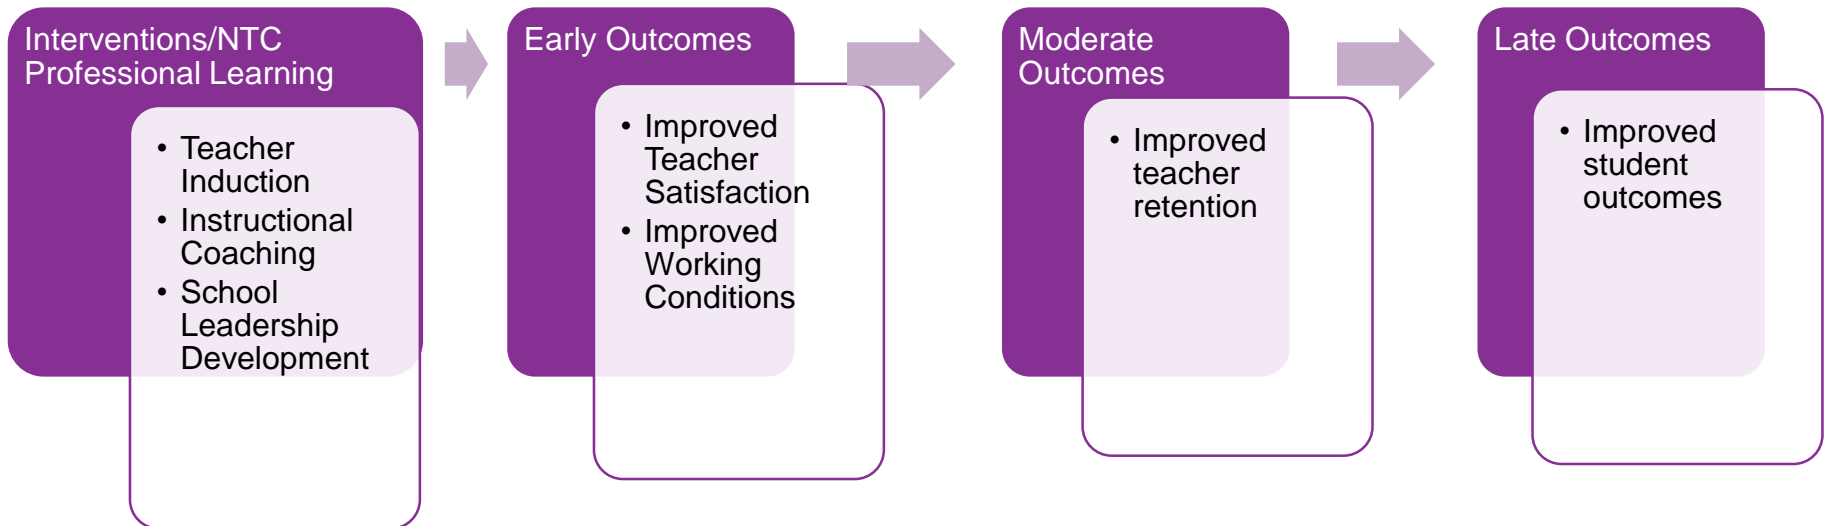 Interventions/NTC
Professional Learning
• Teacher
Induction
• Instructional
Coaching
• School
Leadership
Development
Early Outcomes
• Improved
Teacher
Satisfaction
• Improved
Working
Conditions
Moderate
Outcomes
• Improved
teacher
retention
Late Outcomes
• Improved
student
outcomes